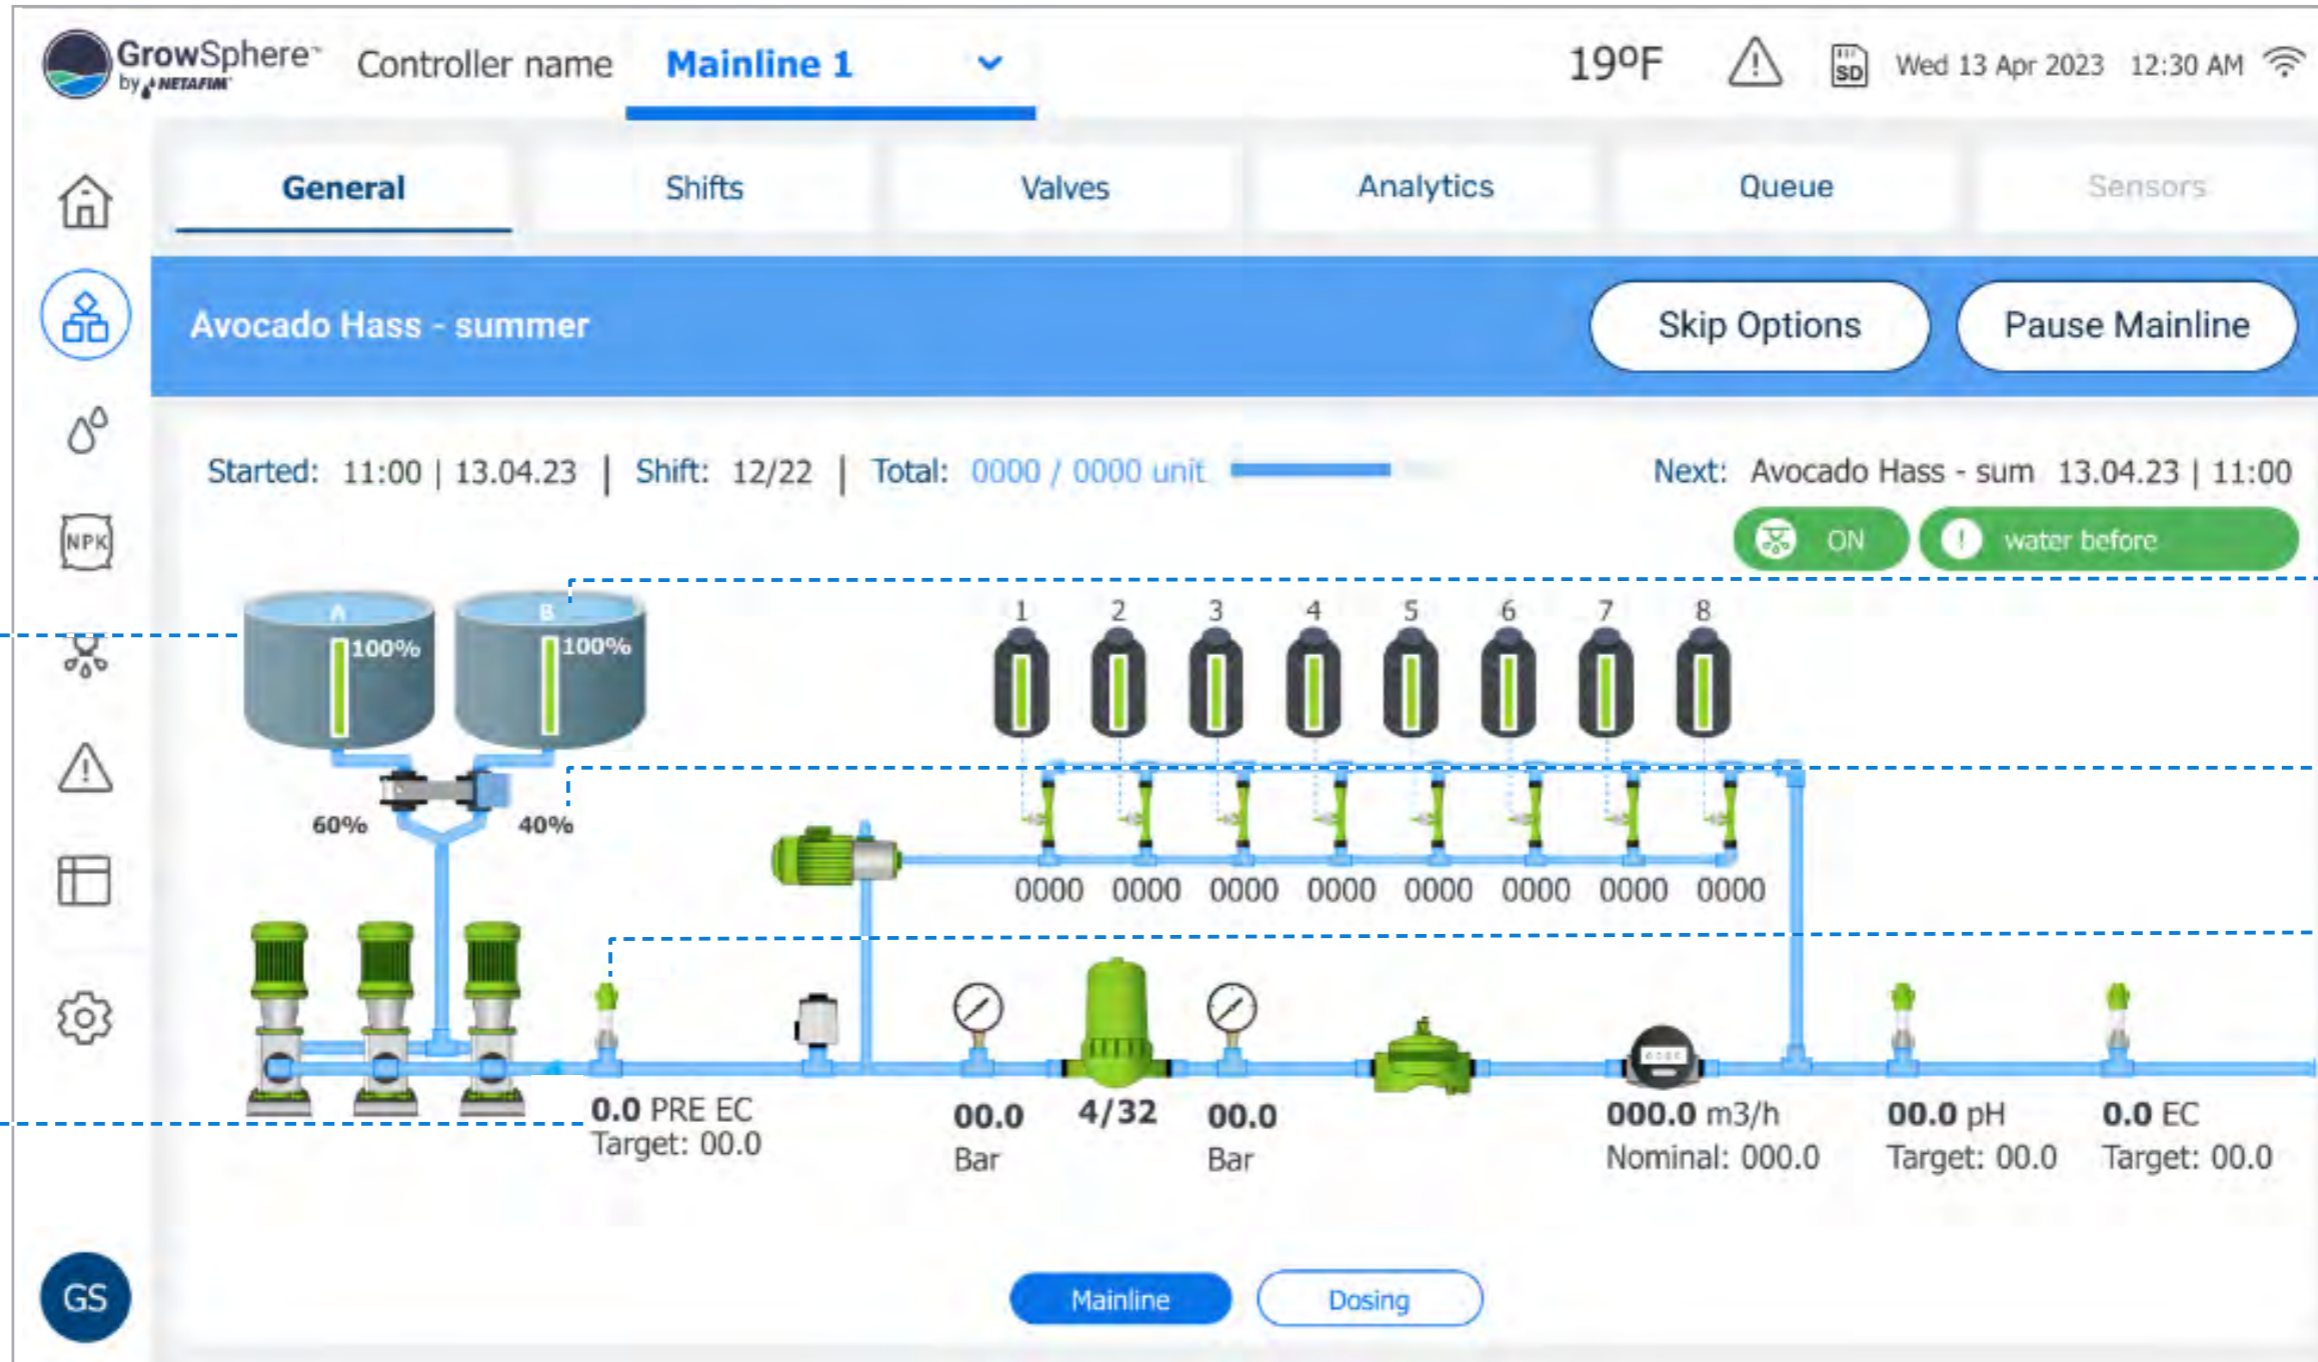 GrowSphere™
by NETAFIM™
Controller name
Mainline 1
19ºF
SD
Wed 13 Apr 2023 12:30 AM
General
Shifts
Valves
Analytics
Queue
Sensors
Avocado Hass - summer
Skip Options
Pause Mainline
Started: 11:00 | 13.04.23 | Shift: 12/22 | Total: 0000 / 0000 unit
Next: Avocado Hass - sum 13.04.23 | 11:00
NPK
ON
water before
A
100%
B
100%
1 2 3 4 5 6 7 8
60%
40%
0000 0000 0000 0000 0000 0000 0000 0000
0.0 PRE EC
Target: 00.0
00.0
Bar
4/32
00.0
Bar
000.0 m3/h
Nominal: 000.0
00.0 pH
Target: 00.0
0.0 EC
Target: 00.0
GS
Mainline
Dosing